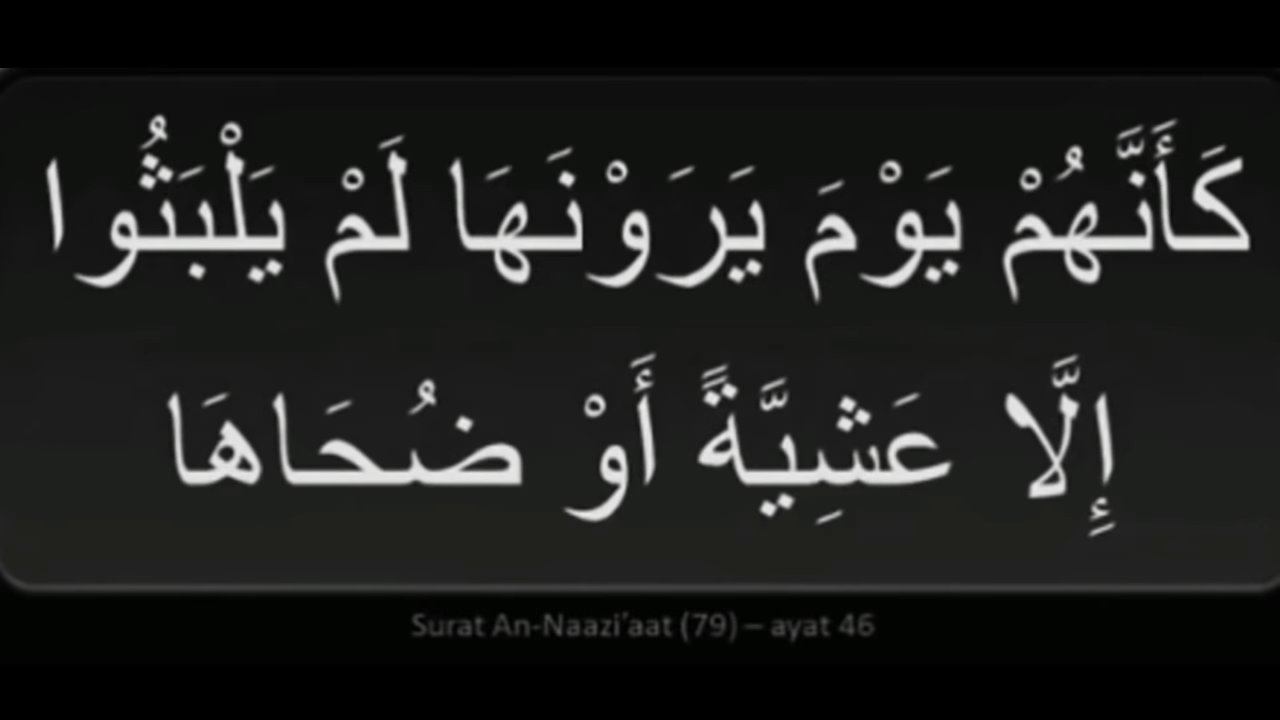 كَأَنَّهُمْ يَوْمَ يَرَوْنَهَا لَمْ يَلْبَثُوا
إِلَّا عَشِيَّةً أَوْ ضُحَاهَا
Surat An-Naazi’aat (79) – ayat 46